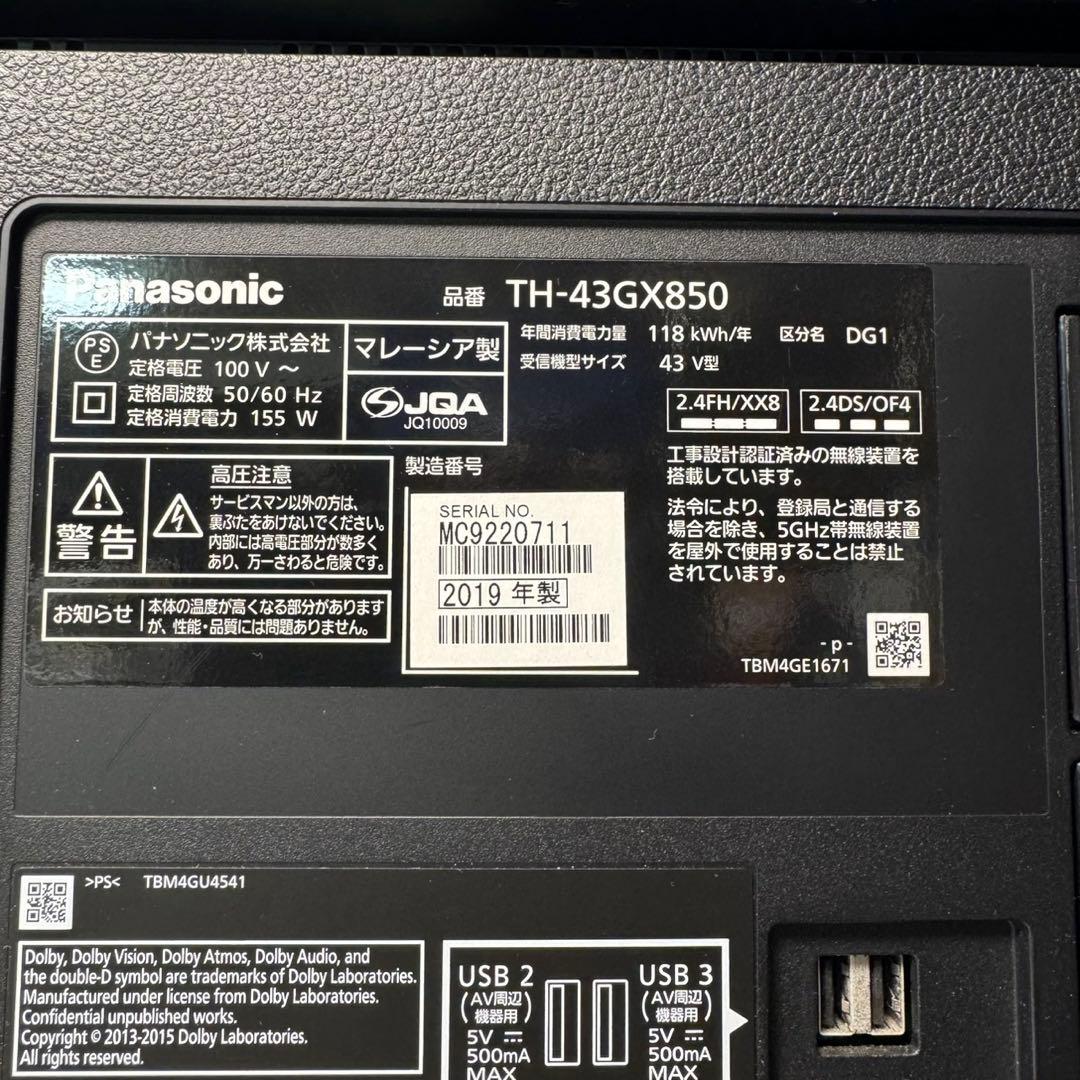 Panasonic
品番 TH-43GX850
PS
E
パナソニック株式会社
定格電圧 100 V ～
定格周波数 50/60 Hz
定格消費電力 155 W
マレーシア製
JQA
JQ10009
年間消費電力量 118 kWh/年 区分名 DG1
受信機型サイズ 43 V型
2.4FH/XX8
2.4DS/OF4
工事設計認証済みの無線装置を
搭載しています。
法令により、登録局と通信する
場合を除き、5GHz帯無線装置
を屋外で使用することは禁止
されています。
警告
高圧注意
サービスマン以外の方は、
裏ぶたをあけないでください。
内部には高電圧部分が数多く
あり、万一さわると危険です。
お知らせ
本体の温度が高くなる部分があります
が、性能・品質には問題ありません。
製造番号
SERIAL NO.
MC9220711
2019 年製
- p -
TBM4GE1671
>PS< TBM4GU4541
Dolby, Dolby Vision, Dolby Atmos, Dolby Audio, and
the double-D symbol are trademarks of Dolby Laboratories.
Manufactured under license from Dolby Laboratories.
Confidential unpublished works.
Copyright © 2013-2015 Dolby Laboratories.
All rights reserved.
USB 2
(AV周辺
機器用)
5V
500mA
MAX
USB 3
(AV周辺
機器用)
5V
500mA
MAX